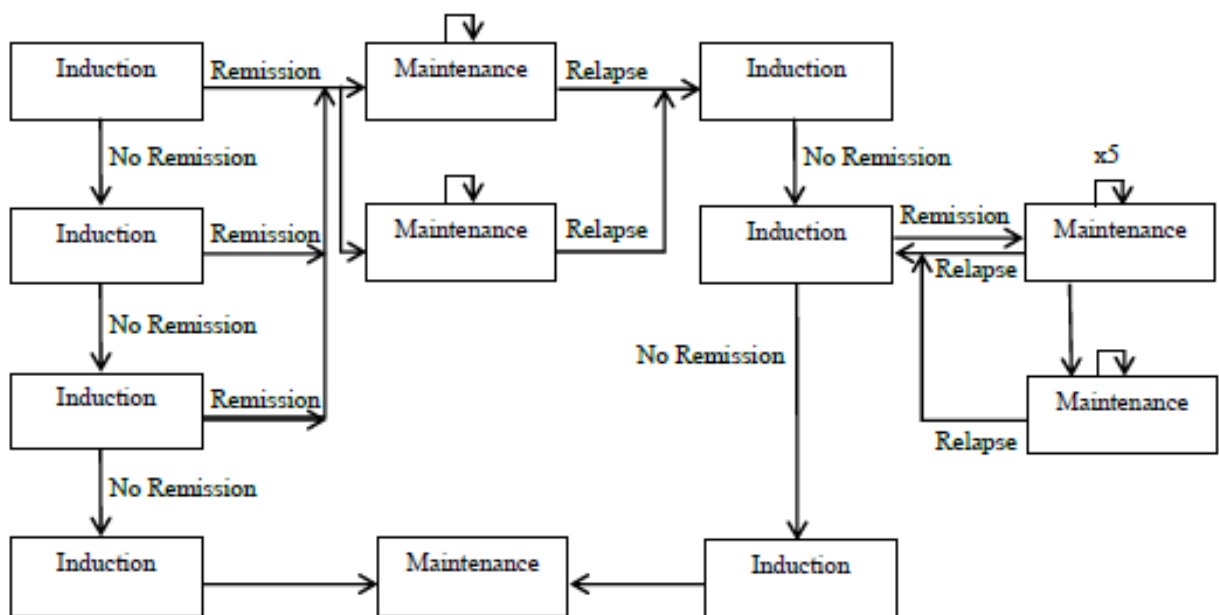 Induction
Remission
Maintenance
Relapse
Induction
No Remission
No Remission
x5
Induction
Remission
Maintenance
Relapse
Induction
Remission
Maintenance
Relapse
No Remission
No Remission
Induction
Remission
Maintenance
Relapse
No Remission
Induction
Maintenance
Induction